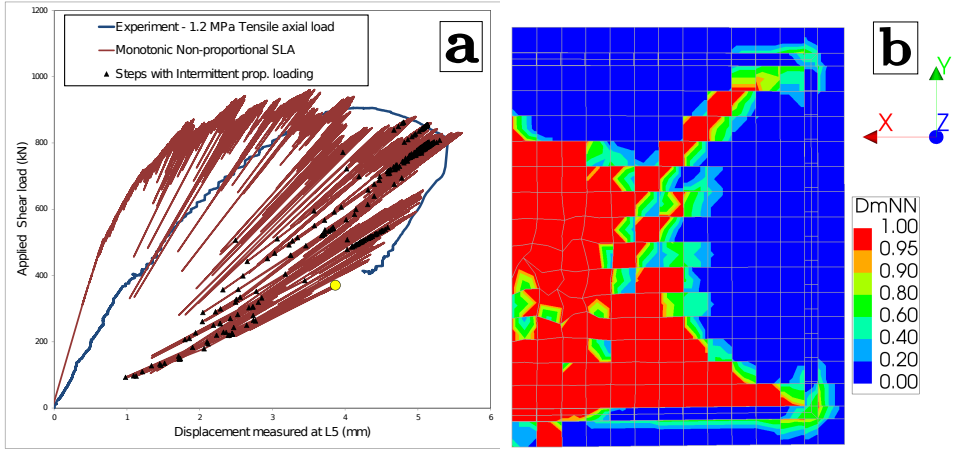 Experiment - 1.2 MPa Tensile axial load
Monotonic Non-proportional SLA
Steps with Intermittent prop. loading
a
1200
1000
800
600
400
200
0
Applied Shear load (kN)
0 1 2 3 4 5 6
Displacement measured at L5 (mm)
b
Y
X
Z
DmNN
1.00
0.95
0.90
0.80
0.60
0.40
0.20
0.00